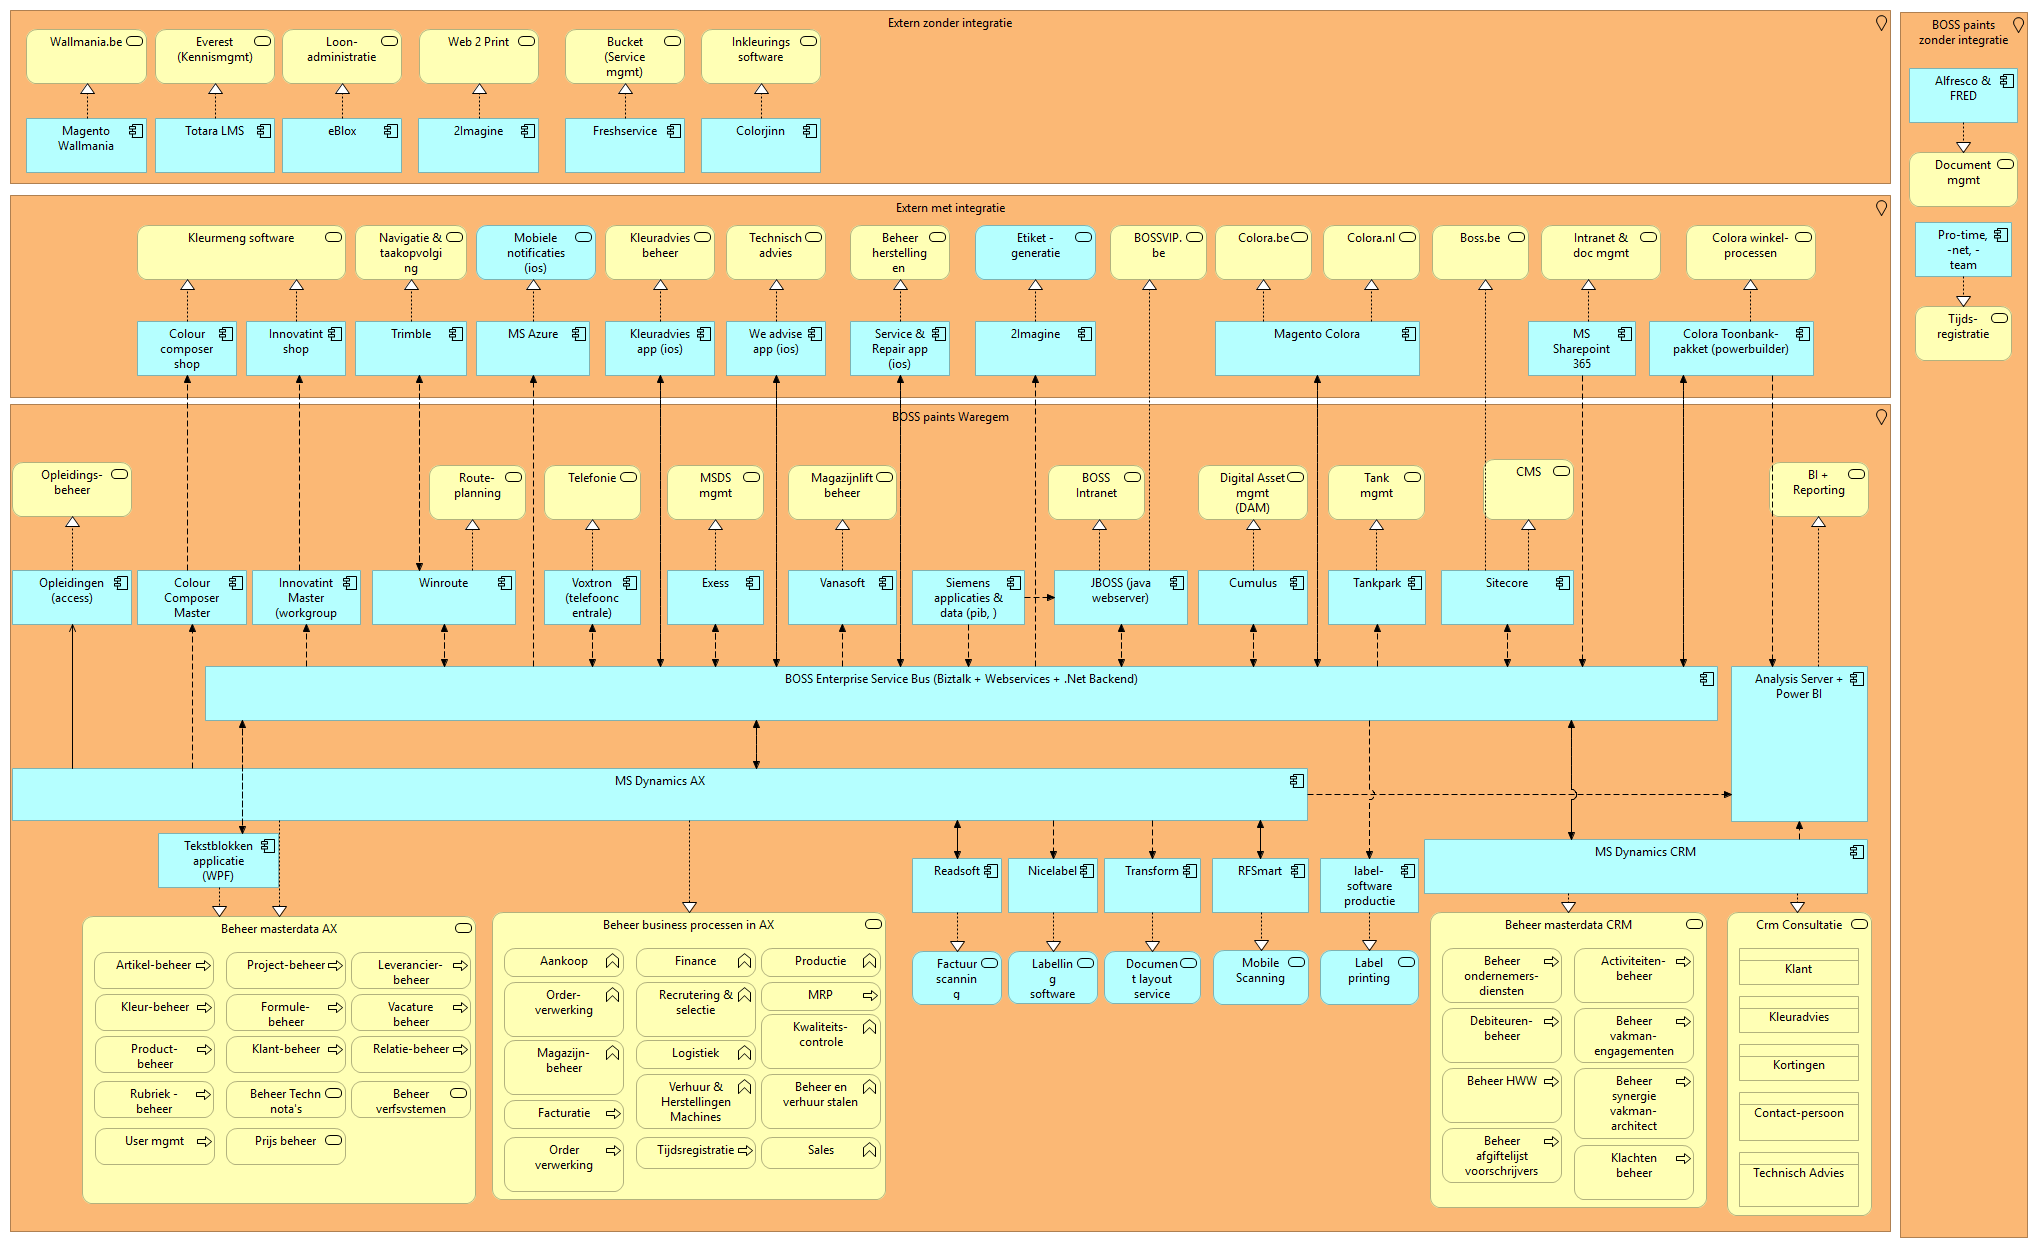 Extern zonder integratie
Wallmania.be
Everest
(Kennismgmt)
Loon-
administratie
Web 2 Print
Bucket
(Service
mgmt)
Inkleurings
software
Magento
Wallmania
Totara LMS
eBlox
2Imagine
Freshservice
Colorjinn
BOSS paints
zonder integratie
Alfresco &
FRED
Document
mgmt
Pro-time,
-net, -
team
Tijds-
registratie
Extern met integratie
Kleurmeng software
Navigatie &
taakopvolgi
ng
Mobiele
notificaties
(ios)
Kleuradvies
beheer
Technisch
advies
Beheer
herstelling
en
Etiket -
generatie
BOSSVIP.
be
Colora.be
Colora.nl
Boss.be
Intranet &
doc mgmt
Colora winkel-
processen
Colour
composer
shop
Innovatint
shop
Trimble
MS Azure
Kleuradvies
app (ios)
We advise
app (ios)
Service &
Repair app
(ios)
2Imagine
Magento Colora
MS
Sharepoint
365
Colora Toonbank-
pakket (powerbuilder)
BOSS paints Waregem
Opleidings-
beheer
Route-
planning
Telefonie
MSDS
mgmt
Magazijnlift
beheer
BOSS
Intranet
Digital Asset
mgmt
(DAM)
Tank
mgmt
CMS
BI +
Reporting
Opleidingen
(access)
Colour
Composer
Master
Innovatint
Master
(workgroup
Winroute
Voxtron
(telefoonc
entrale)
Exess
Vanasoft
Siemens
applicaties &
data (pib, )
JBOSS (java
webserver)
Cumulus
Tankpark
Sitecore
BOSS Enterprise Service Bus (Biztalk + Webservices + .Net Backend)
Analysis Server +
Power BI
MS Dynamics AX
Tekstblokken
applicatie
(WPF)
Readsoft
Nicelabel
Transform
RFSmart
label-
software
productie
MS Dynamics CRM
Factuur
scannin
g
Labellin
g
software
Documen
t layout
service
Mobile
Scanning
Label
printing
Beheer masterdata AX
Artikel-beheer
Project-beheer
Leverancier-
beheer
Kleur-beheer
Formule-
beheer
Vacature
beheer
Product-
beheer
Klant-beheer
Relatie-beheer
Rubriek -
beheer
Beheer Techn
nota's
Beheer
verfsystemen
User mgmt
Prijs beheer
Beheer business processen in AX
Aankoop
Finance
Productie
Order-
verwerking
Recrutering &
selectie
MRP
Kwaliteits-
controle
Magazijn-
beheer
Logistiek
Verhuur &
Herstellingen
Machines
Beheer en
verhuur stalen
Facturatie
Order
verwerking
Tijdsregistratie
Sales
Beheer masterdata CRM
Beheer
ondernemers-
diensten
Activiteiten-
beheer
Debiteuren-
beheer
Beheer
vakman-
engagementen
Beheer HWW
Beheer
synergie
vakman-
architect
Beheer
afgiftelijst
voorschrijvers
Klachten
beheer
Crm Consultatie
Klant
Kleuradvies
Kortingen
Contact-persoon
Technisch Advies